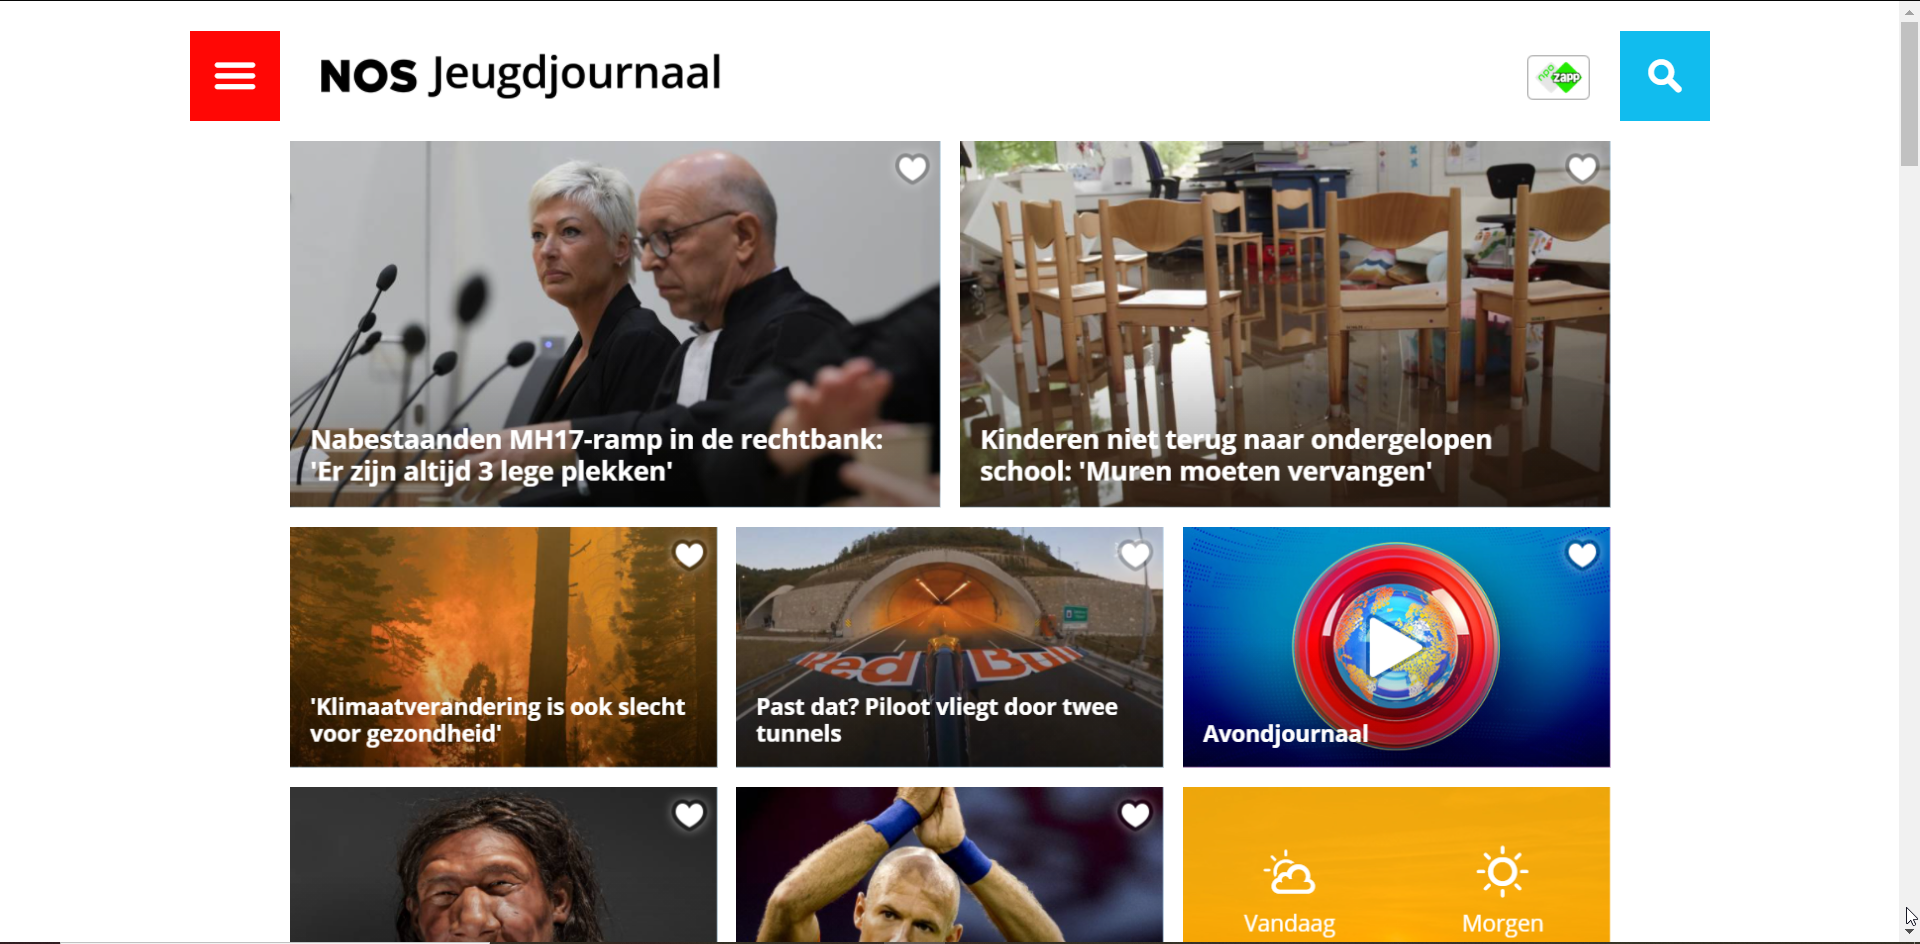 NOS Jeugdjournaal
npo
zapp
Nabestaanden MH17-ramp in de rechtbank:
'Er zijn altijd 3 lege plekken'
Kinderen niet terug naar ondergelopen
school: 'Muren moeten vervangen'
Red Bull
'Klimaatverandering is ook slecht
voor gezondheid'
Past dat? Piloot vliegt door twee
tunnels
Avondjournaal
Vandaag
Morgen